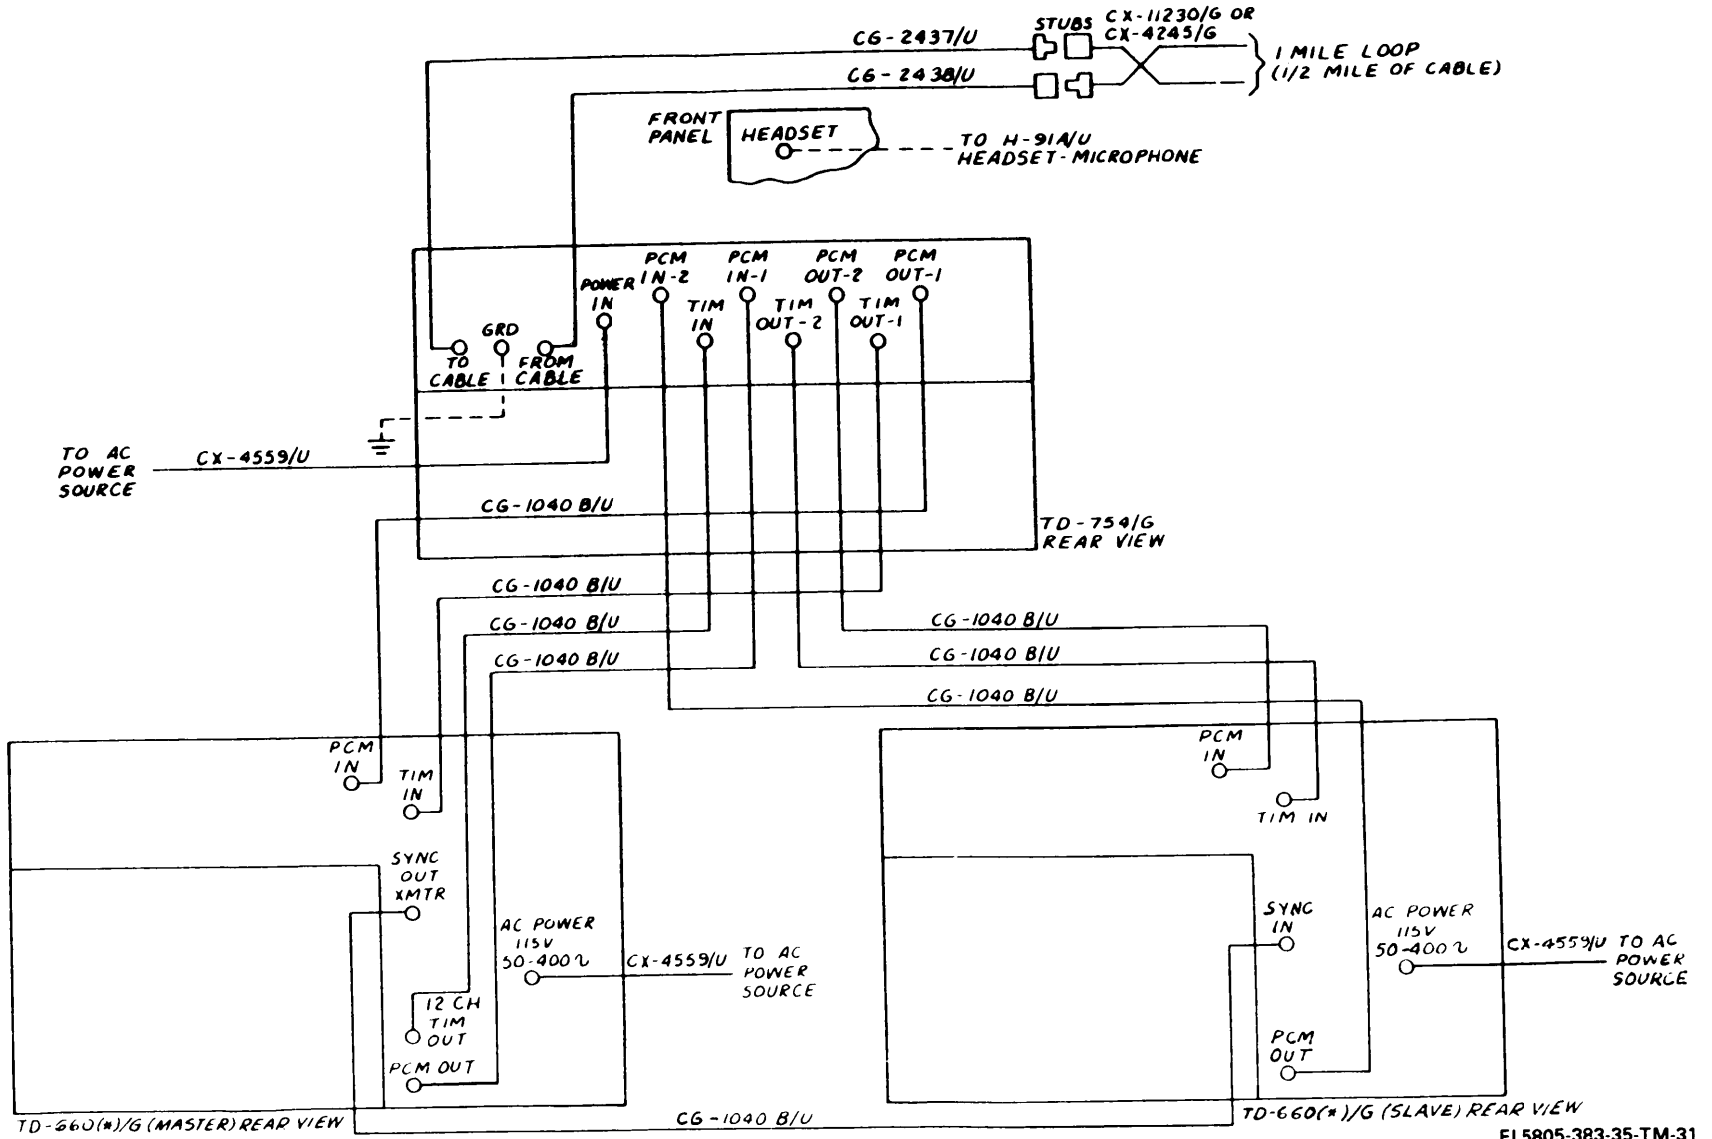 STUBS
CX-11230/G OR
CX-4245/G
CG-2437/U
1 MILE LOOP
(1/2 MILE OF CABLE)
CG-2438/U
FRONT
PANEL
HEADSET
TO H-91A/U
HEADSET-MICROPHONE
PCM
IN-2
PCM
IN-1
PCM
OUT-2
PCM
OUT-1
POWER
IN
TIM
IN
TIM
OUT-2
TIM
OUT-1
GRD
TO
CABLE
FROM
CABLE
TO AC
POWER
SOURCE
CX-4559/U
CG-1040 B/U
TD-754/G
REAR VIEW
CG-1040 B/U
CG-1040 B/U
CG-1040 B/U
CG-1040 B/U
CG-1040 B/U
CG-1040 B/U
PCM
IN
TIM
IN
SYNC
OUT
XMTR
AC POWER
115V
50-400~
CX-4559/U
TO AC
POWER
SOURCE
12 CH
TIM
OUT
PCM OUT
TD-660(*)/G (MASTER) REAR VIEW
PCM
IN
TIM IN
SYNC
IN
AC POWER
115V
50-400~
CX-4559/U
TO AC
POWER
SOURCE
PCM
OUT
CG-1040 B/U
TD-660(*)/G (SLAVE) REAR VIEW
EL5805-383-35-TM-31